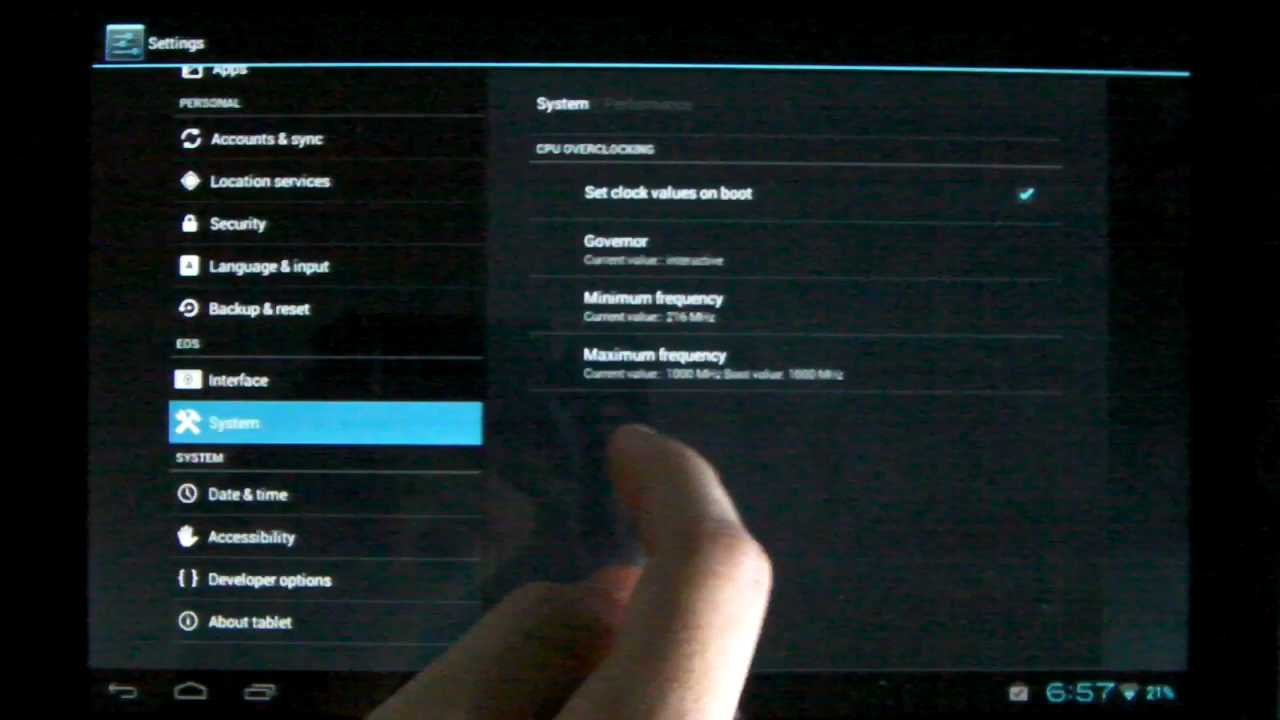 Settings
Apps
PERSONAL
Accounts & sync
Location services
Security
Language & input
Backup & reset
EOS
Interface
System
SYSTEM
Date & time
Accessibility
Developer options
About tablet
System Performance
CPU OVERCLOCKING
Set clock values on boot
Governor
Current value: interactive
Minimum frequency
Current value: 216 MHz
Maximum frequency
Current value: 1000 MHz Boot value: 1600 MHz
6:57 21%